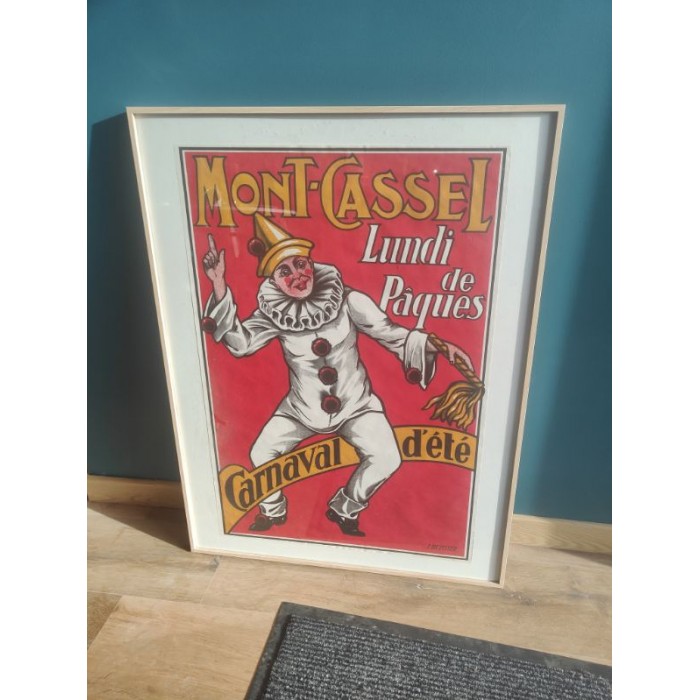 MONT-CASSEL
Lundi
de
Pâques
Carnaval d'été